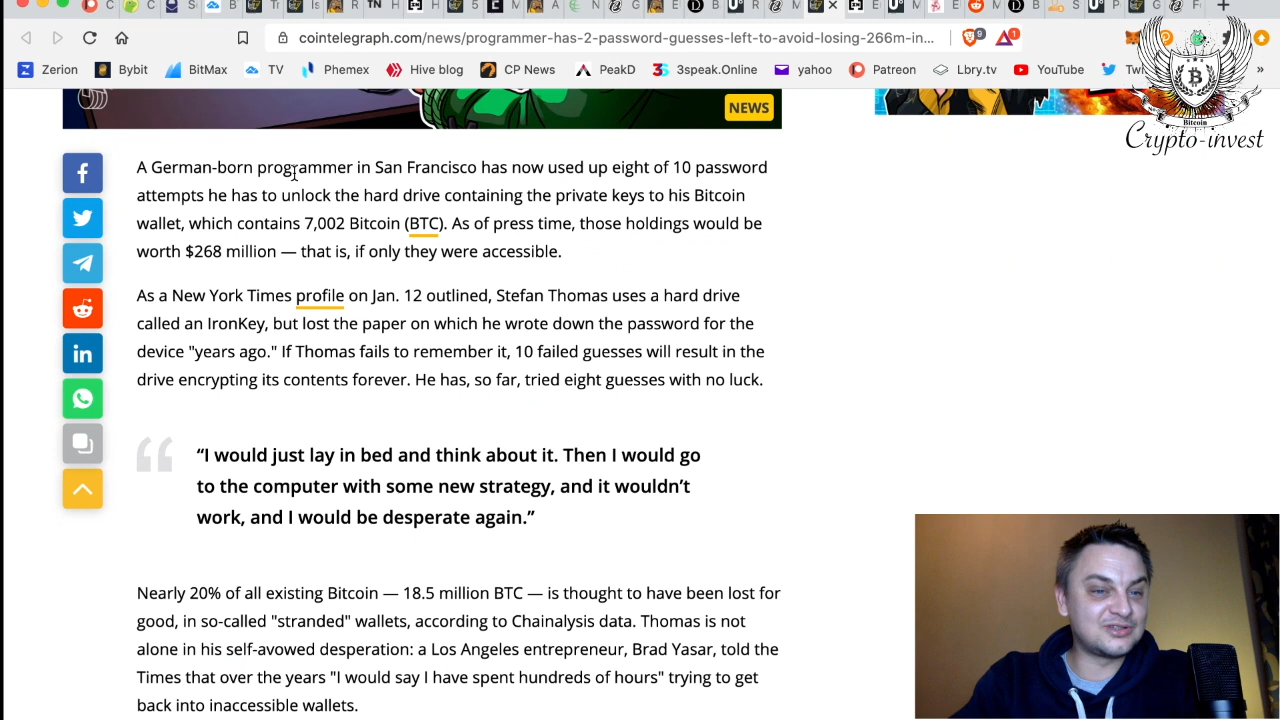 cointelegraph.com/news/programmer-has-2-password-guesses-left-to-avoid-losing-266m-in...
Zerion Bybit BitMax TV Phemex Hive blog CP News PeakD 3speak.Online yahoo Patreon Lbry.tv YouTube »
NEWS
Bitcoin
Crypto-invest
A German-born programmer in San Francisco has now used up eight of 10 password
attempts he has to unlock the hard drive containing the private keys to his Bitcoin
wallet, which contains 7,002 Bitcoin (BTC). As of press time, those holdings would be
worth $268 million — that is, if only they were accessible.
As a New York Times profile on Jan. 12 outlined, Stefan Thomas uses a hard drive
called an IronKey, but lost the paper on which he wrote down the password for the
device "years ago." If Thomas fails to remember it, 10 failed guesses will result in the
drive encrypting its contents forever. He has, so far, tried eight guesses with no luck.
“I would just lay in bed and think about it. Then I would go
to the computer with some new strategy, and it wouldn’t
work, and I would be desperate again.”
Nearly 20% of all existing Bitcoin — 18.5 million BTC — is thought to have been lost for
good, in so-called "stranded" wallets, according to Chainalysis data. Thomas is not
alone in his self-avowed desperation: a Los Angeles entrepreneur, Brad Yasar, told the
Times that over the years "I would say I have spent hundreds of hours" trying to get
back into inaccessible wallets.